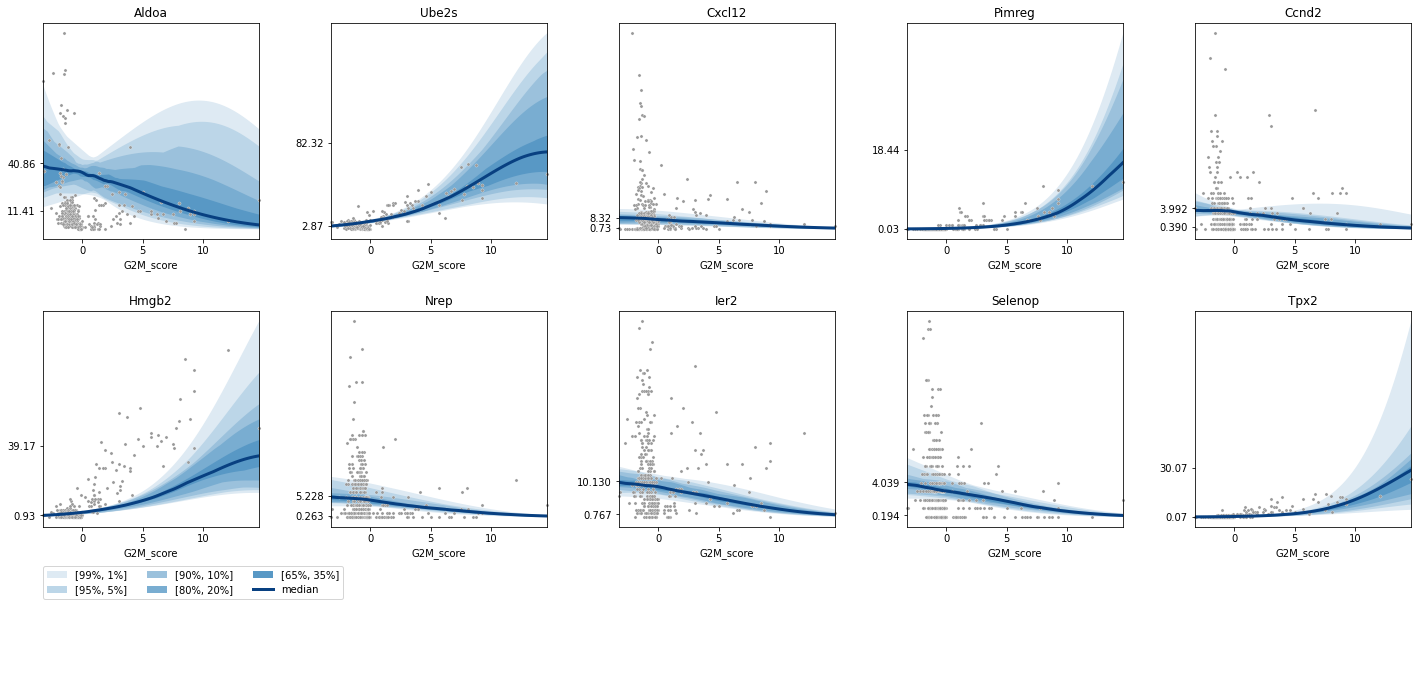 Aldoa
Ube2s
Cxcl12
Pimreg
Ccnd2
40.86
11.41
0 5 10
G2M_score
82.32
2.87
0 5 10
G2M_score
8.32
0.73
0 5 10
G2M_score
18.44
0.03
0 5 10
G2M_score
3.992
0.390
0 5 10
G2M_score
Hmgb2
Nrep
Ier2
Selenop
Tpx2
39.17
0.93
0 5 10
G2M_score
5.228
0.263
0 5 10
G2M_score
10.130
0.767
0 5 10
G2M_score
4.039
0.194
0 5 10
G2M_score
30.07
0.07
0 5 10
G2M_score
[99%, 1%] [90%, 10%] [65%, 35%]
[95%, 5%] [80%, 20%] median